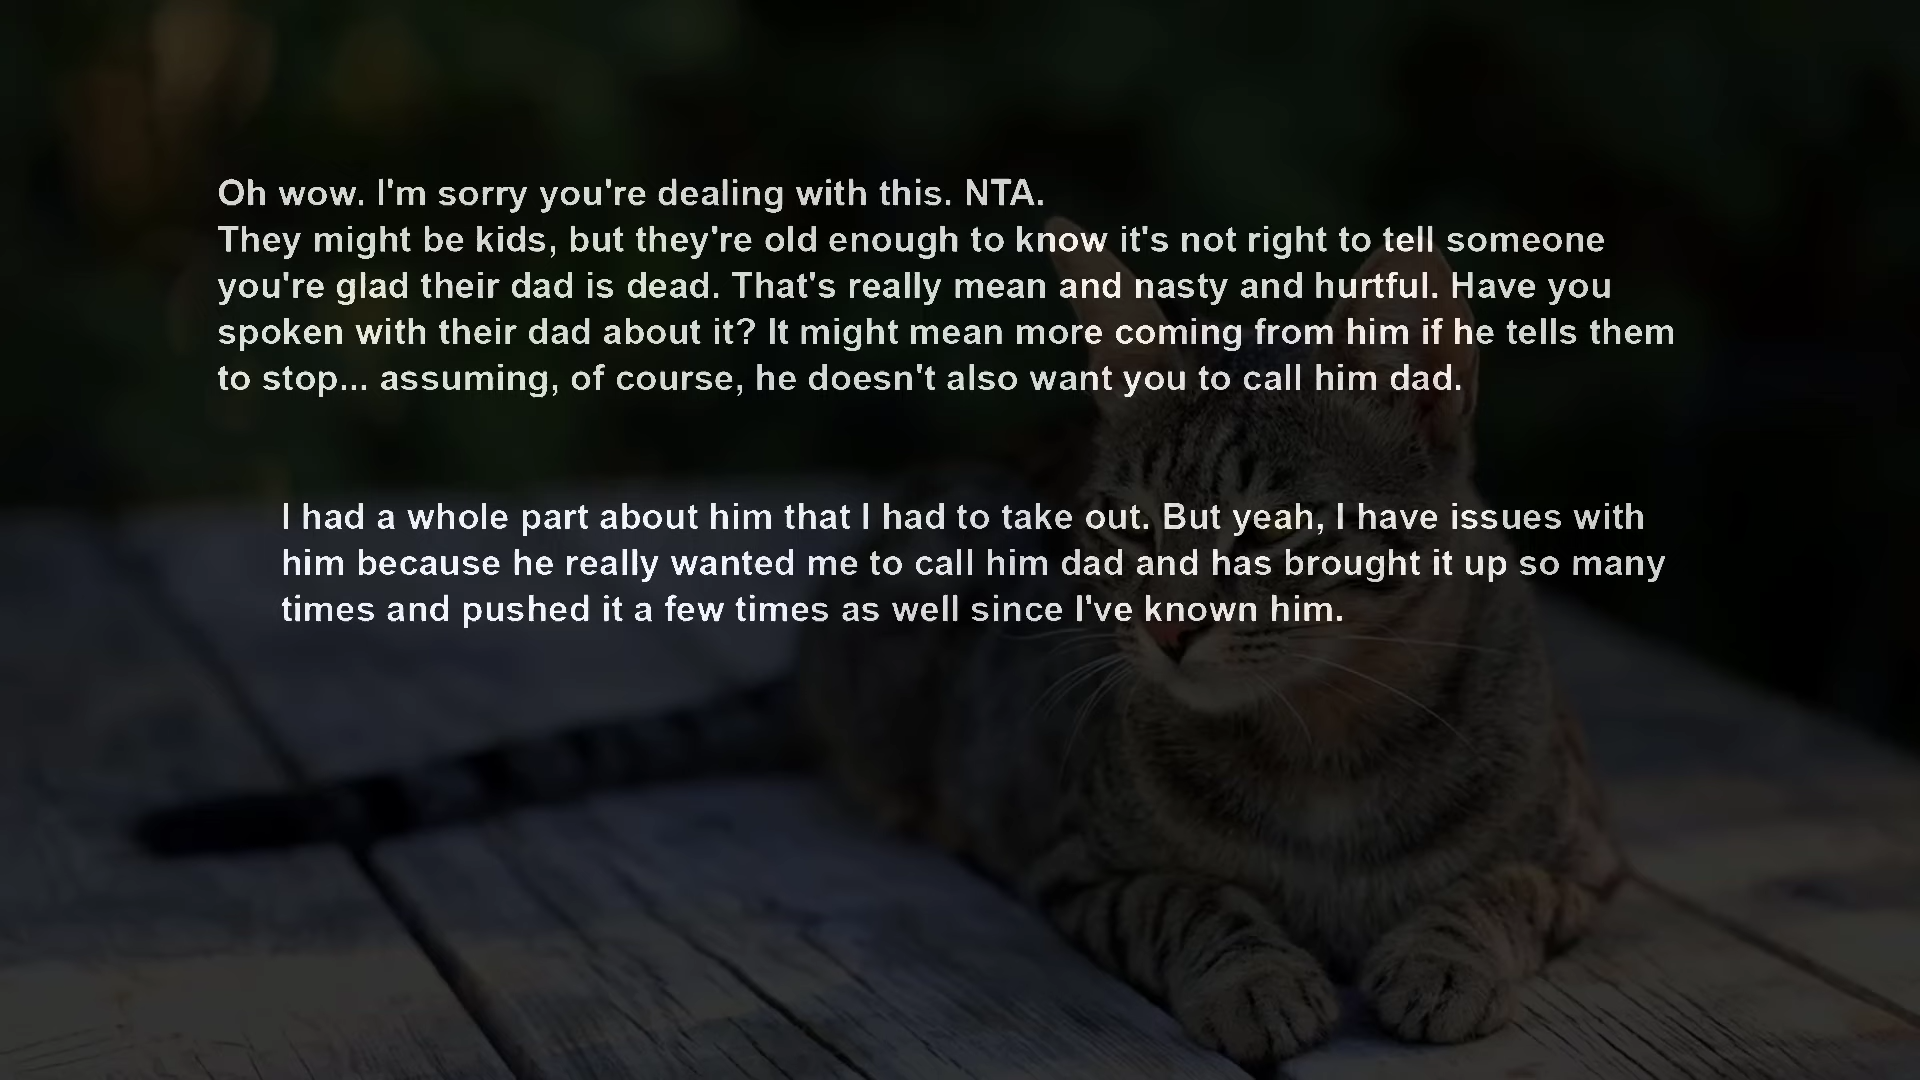 Oh wow. I'm sorry you're dealing with this. NTA.
They might be kids, but they're old enough to know it's not right to tell someone
you're glad their dad is dead. That's really mean and nasty and hurtful. Have you
spoken with their dad about it? It might mean more coming from him if he tells them
to stop... assuming, of course, he doesn't also want you to call him dad.
I had a whole part about him that I had to take out. But yeah, I have issues with
him because he really wanted me to call him dad and has brought it up so many
times and pushed it a few times as well since I've known him.